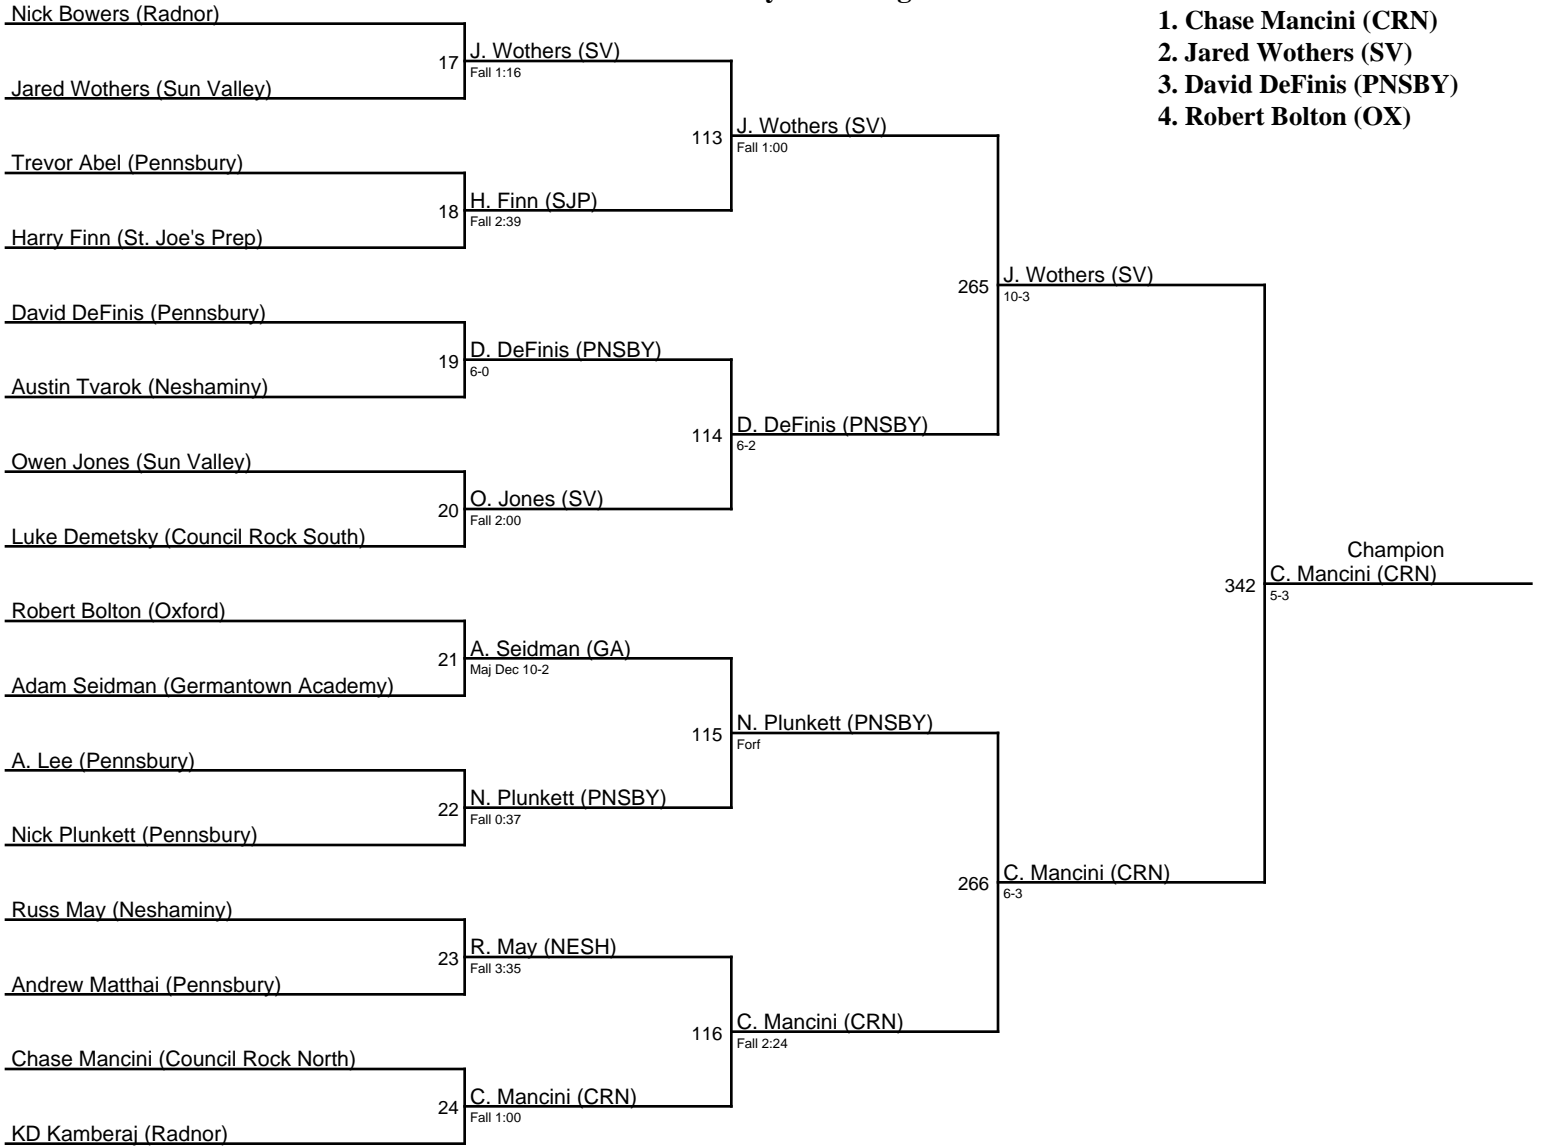 Nick Bowers (Radnor)
17
J. Wothers (SV)
Fall 1:16
Jared Wothers (Sun Valley)
113
J. Wothers (SV)
Fall 1:00
Trevor Abel (Pennsbury)
18
H. Finn (SJP)
Fall 2:39
Harry Finn (St. Joe's Prep)
265
J. Wothers (SV)
10-3
David DeFinis (Pennsbury)
19
D. DeFinis (PNSBY)
6-0
Austin Tvarok (Neshaminy)
114
D. DeFinis (PNSBY)
6-2
Owen Jones (Sun Valley)
20
O. Jones (SV)
Fall 2:00
Luke Demetsky (Council Rock South)
342
Champion
C. Mancini (CRN)
5-3
Robert Bolton (Oxford)
21
A. Seidman (GA)
Maj Dec 10-2
Adam Seidman (Germantown Academy)
115
N. Plunkett (PNSBY)
Forf
A. Lee (Pennsbury)
22
N. Plunkett (PNSBY)
Fall 0:37
Nick Plunkett (Pennsbury)
266
C. Mancini (CRN)
6-3
Russ May (Neshaminy)
23
R. May (NESH)
Fall 3:35
Andrew Matthai (Pennsbury)
116
C. Mancini (CRN)
Fall 2:24
Chase Mancini (Council Rock North)
24
C. Mancini (CRN)
Fall 1:00
KD Kamberaj (Radnor)
1. Chase Mancini (CRN)
2. Jared Wothers (SV)
3. David DeFinis (PNSBY)
4. Robert Bolton (OX)